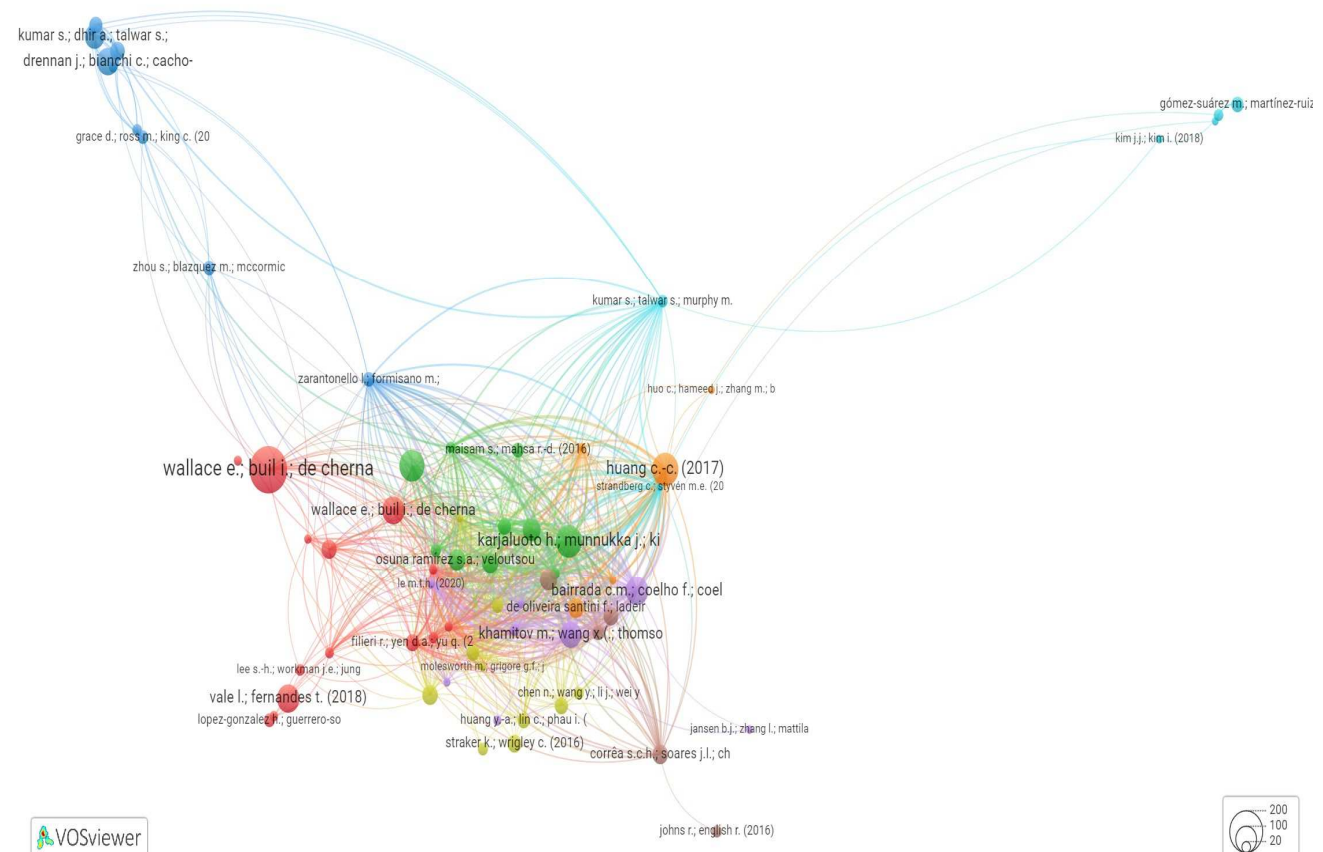 kumar s.; dhir a.; talwar s.;
drennan j.; bianchi c.; cacho-
gómez-suárez m.; martínez-ruiz
grace d.; ross m.; king c. (20
kim j.j.; kim i. (2018)
zhou s.; blazquez m.; mccormic
kumar s.; talwar s.; murphy m.
zarantonello l.; formisano m.;
huo c.; hameed j.; zhang m.; b
maisam s.; mahsa r.-d. (2016)
wallace e.; buil i.; de cherna
huang c.-c. (2017)
strandberg c.; styvén m.e. (20
wallace e.; buil i.; de cherna
karjaluoto h.; munnukka j.; ki
osuna ramírez s.a.; veloutsou
le m.t.h. (2020)
bairrada c.m.; coelho f.; coel
de oliveira santini f.; ladeir
khamitov m.; wang x.(.; thomso
filieri r.; yen d.a.; yu q. (2
lee s.-h.; workman j.e.; jung
molesworth m.; grigore g.f.; j
vale l.; fernandes t. (2018)
chen n.; wang y.; li j.; wei y
lopez-gonzalez h.; guerrero-so
huang y.-a.; lin c.; phau i. (
jansen b.j.; zhang l.; mattila
straker k.; wrigley c. (2016)
corrêa s.c.h.; soares j.l.; ch
johns r.; english r. (2016)
VOSviewer
200
100
20